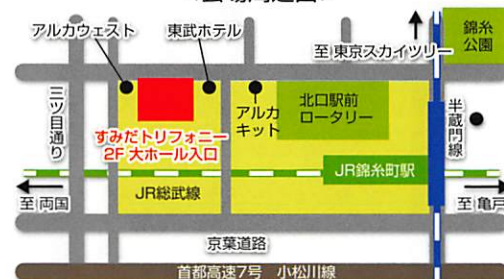 アルカウェスト
東武ホテル
至 東京スカイツリー
錦糸
公園
三ツ目通り
すみだトリフォニー
2F 大ホール入口
アルカ
キット
北口駅前
ロータリー
半蔵門線
JR錦糸町駅
至 両国
JR総武線
至 亀戸
京葉道路
首都高速7号 小松川線